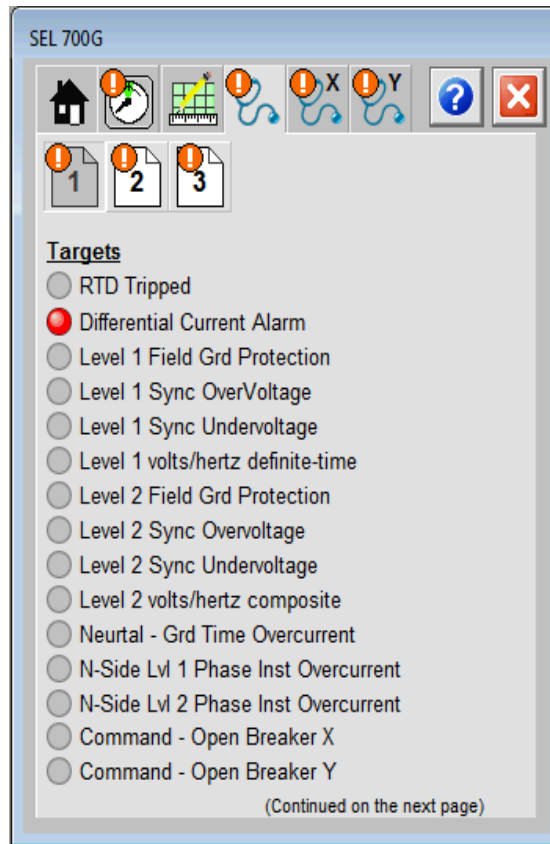 SEL 700G
! ! ! X ! Y ? X
! 1 ! 2 ! 3
Targets
RTD Tripped
Differential Current Alarm
Level 1 Field Grd Protection
Level 1 Sync OverVoltage
Level 1 Sync Undervoltage
Level 1 volts/hertz definite-time
Level 2 Field Grd Protection
Level 2 Sync Overvoltage
Level 2 Sync Undervoltage
Level 2 volts/hertz composite
Neurtal - Grd Time Overcurrent
N-Side Lvl 1 Phase Inst Overcurrent
N-Side Lvl 2 Phase Inst Overcurrent
Command - Open Breaker X
Command - Open Breaker Y
(Continued on the next page)